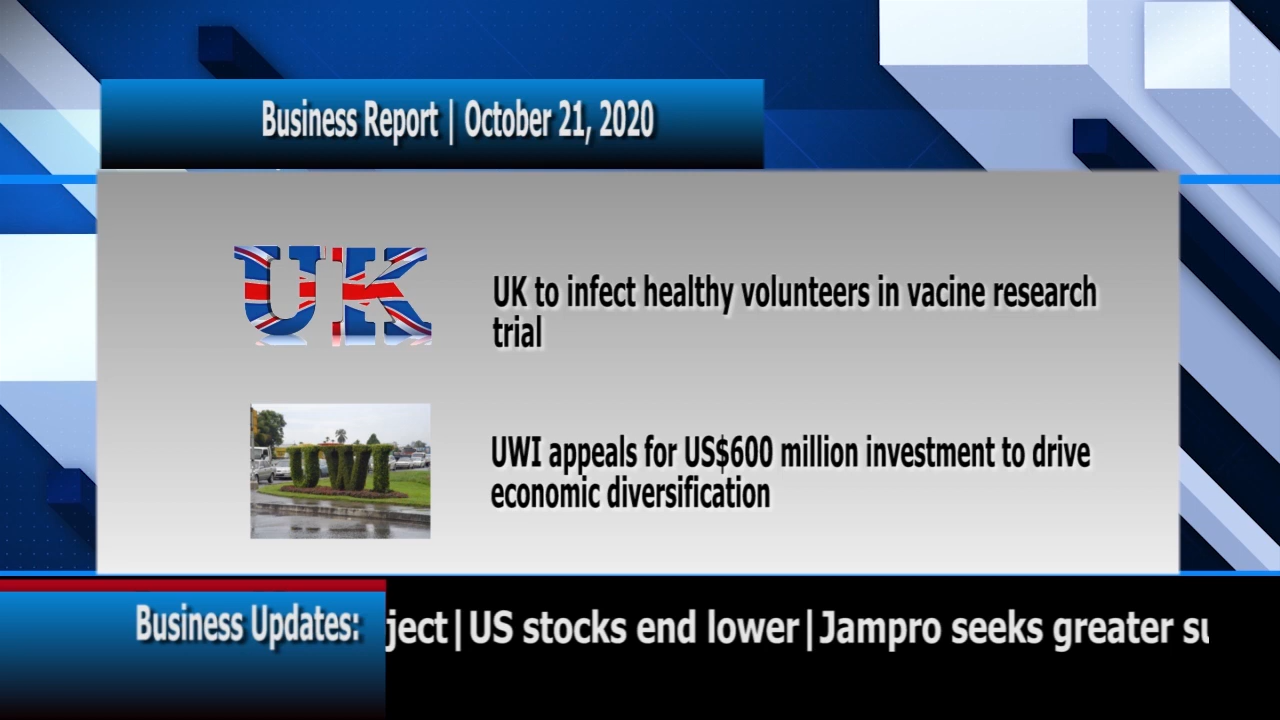 Business Report | October 21, 2020
UK
UK to infect healthy volunteers in vacine research
trial
UWI
UWI appeals for US$600 million investment to drive
economic diversification
Business Updates:
ject|US stocks end lower|Jampro seeks greater